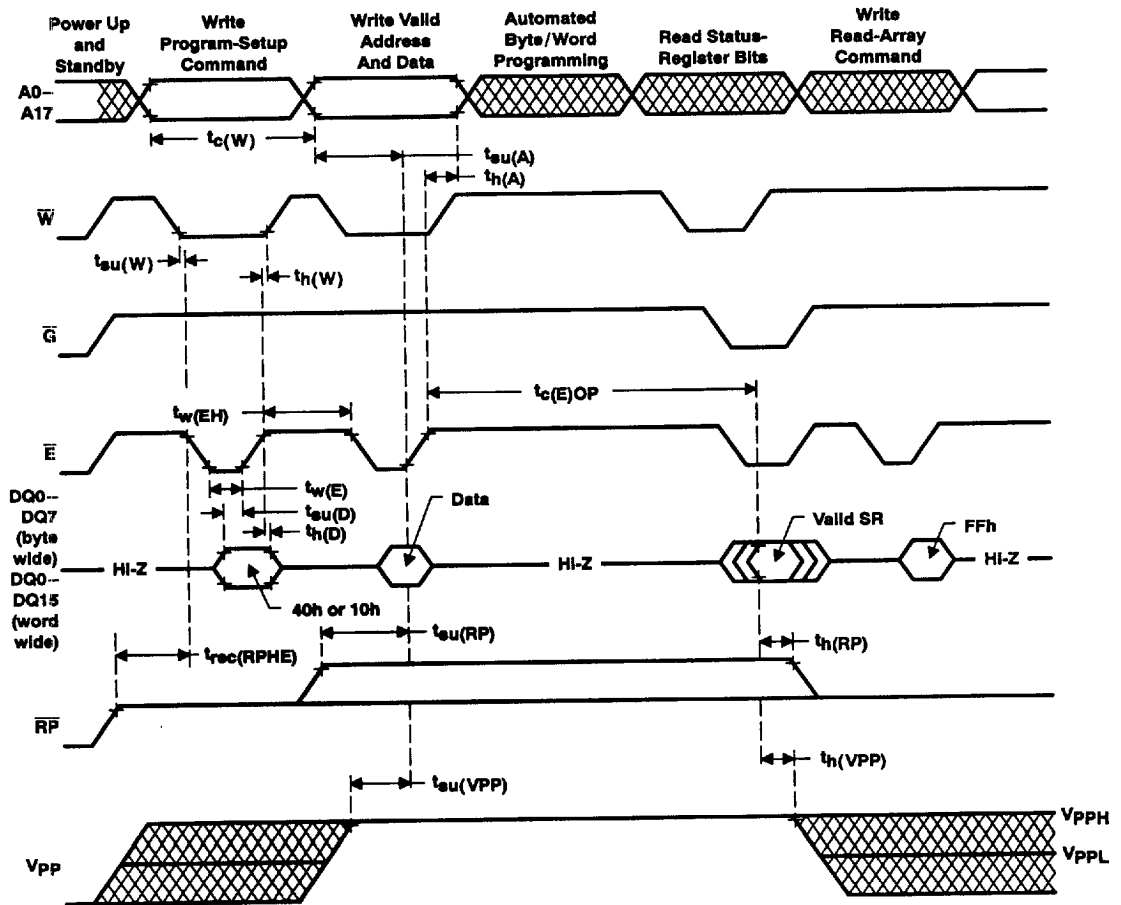 Power Up
and
Standby
Write
Program-Setup
Command
Write Valid
Address
And Data
Automated
Byte/Word
Programming
Read Status-
Register Bits
Write
Read-Array
Command
A0–
A17
tc(W)
tsu(A)
th(A)
W
tsu(W)
th(W)
G
tc(E)OP
tw(EH)
E
tw(E)
tsu(D)
th(D)
DQ0–
DQ7
(byte
wide)
DQ0–
DQ15
(word
wide)
Hi-Z
40h or 10h
Data
Hi-Z
Valid SR
FFh
Hi-Z
tsu(RP)
trec(RPHE)
th(RP)
RP
tsu(VPP)
th(VPP)
VPP
VPPH
VPPL